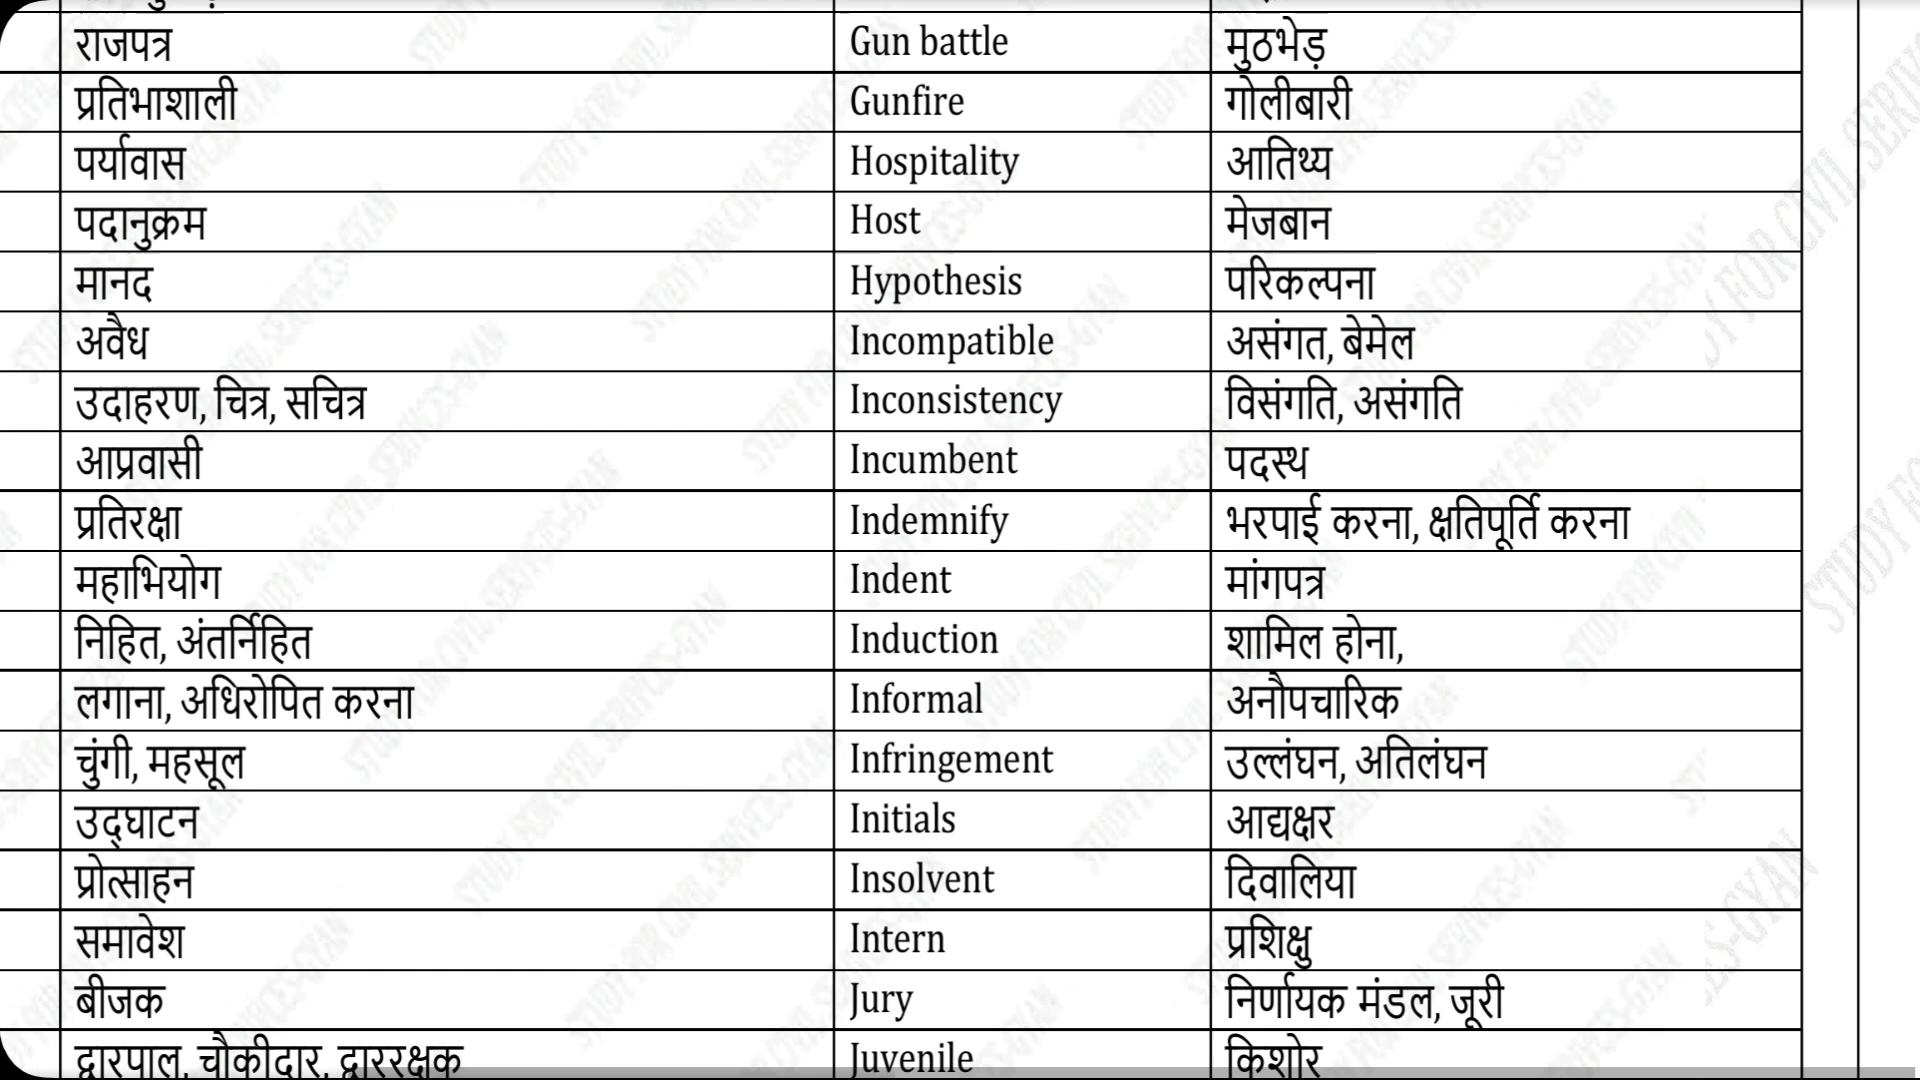 राजपत्र Gun battle मुठभेड़
प्रतिभाशाली Gunfire गोलीबारी
पर्यावास Hospitality आतिथ्य
पदानुक्रम Host मेजबान
मानद Hypothesis परिकल्पना
अवैध Incompatible असंगत, बेमेल
उदाहरण, चित्र, सचित्र Inconsistency विसंगति, असंगति
आप्रवासी Incumbent पदस्थ
प्रतिरक्षा Indemnify भरपाई करना, क्षतिपूर्ति करना
महाभियोग Indent मांगपत्र
निहित, अंतर्निहित Induction शामिल होना,
लगाना, अधिरोपित करना Informal अनौपचारिक
चुंगी, महसूल Infringement उल्लंघन, अतिलंघन
उद्घाटन Initials आद्यक्षर
प्रोत्साहन Insolvent दिवालिया
समावेश Intern प्रशिक्षु
बीजक Jury निर्णायक मंडल, जूरी
द्वारपाल, चौकीदार, द्वाररक्षक Juvenile किशोर